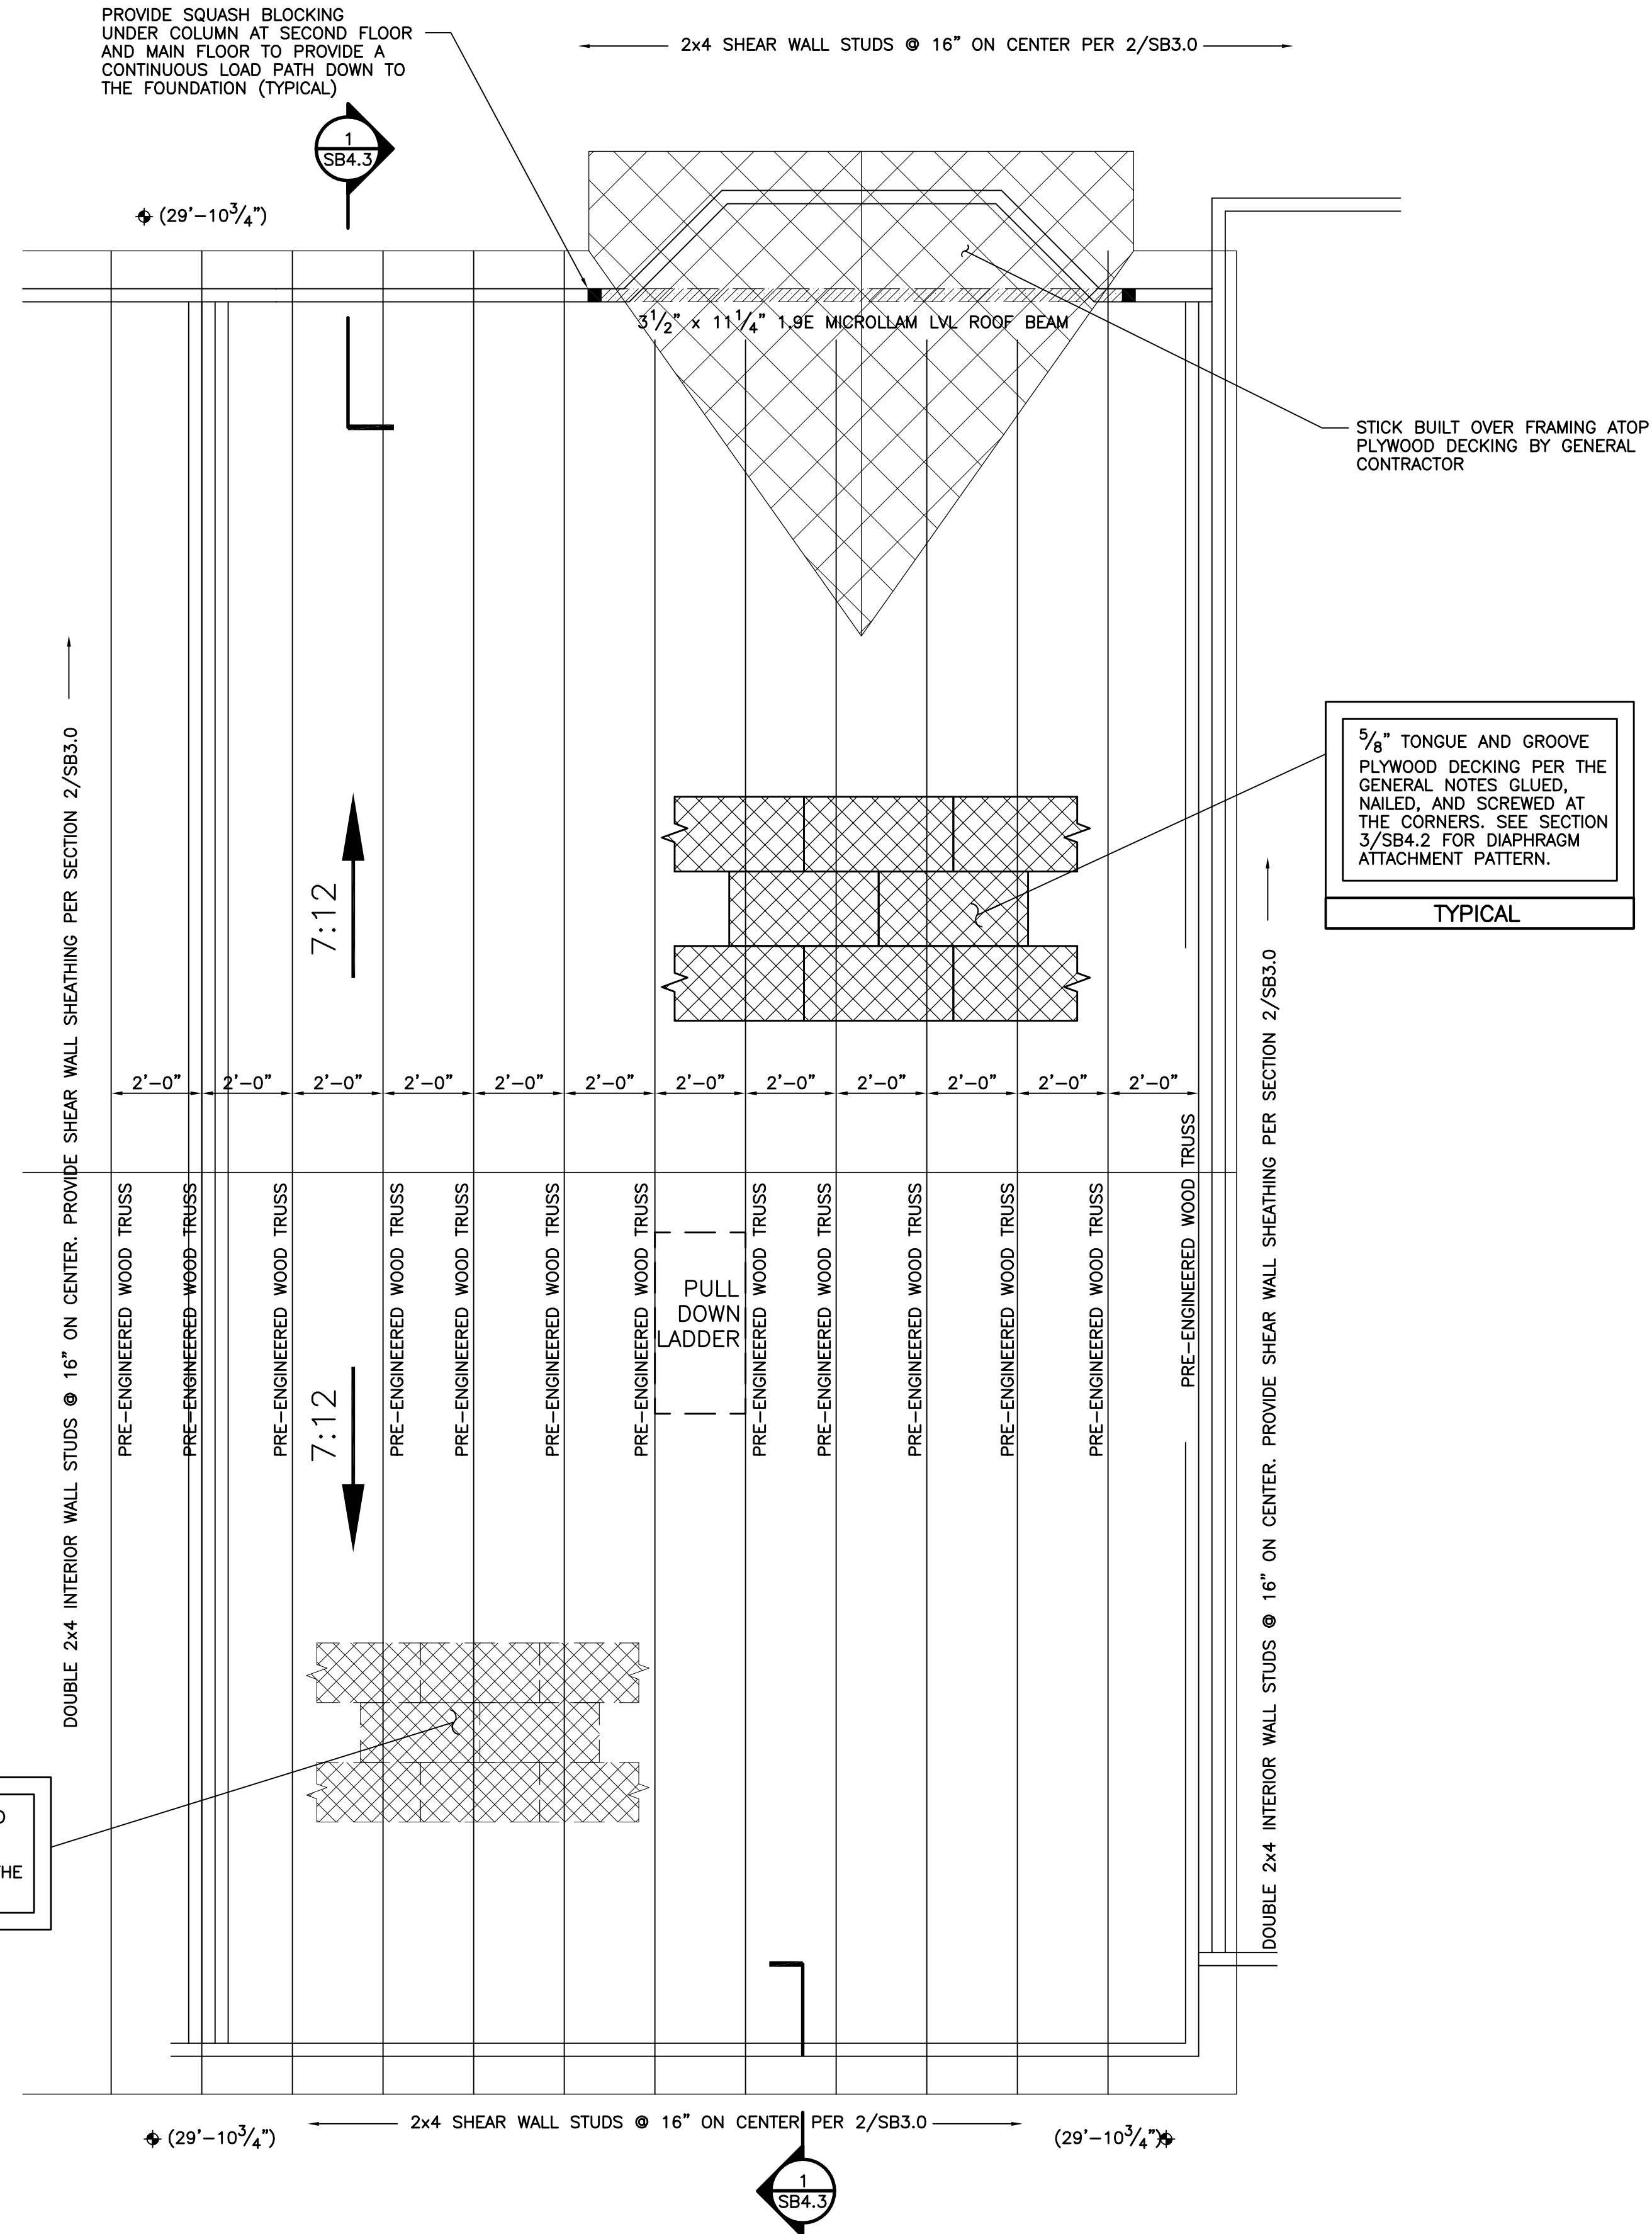 PROVIDE SQUASH BLOCKING
UNDER COLUMN AT SECOND FLOOR
AND MAIN FLOOR TO PROVIDE A
CONTINUOUS LOAD PATH DOWN TO
THE FOUNDATION (TYPICAL)
2x4 SHEAR WALL STUDS @ 16" ON CENTER PER 2/SB3.0
1
SB4.3
(29'-10 3/4")
3 1/2" x 11 1/4" 1.9E MICROLLAM LVL ROOF BEAM
STICK BUILT OVER FRAMING ATOP
PLYWOOD DECKING BY GENERAL
CONTRACTOR
5/8" TONGUE AND GROOVE
PLYWOOD DECKING PER THE
GENERAL NOTES GLUED,
NAILED, AND SCREWED AT
THE CORNERS. SEE SECTION
3/SB4.2 FOR DIAPHRAGM
ATTACHMENT PATTERN.
TYPICAL
DOUBLE 2x4 INTERIOR WALL STUDS @ 16" ON CENTER. PROVIDE SHEAR WALL SHEATHING PER SECTION 2/SB3.0
7:12
2'-0"
2'-0"
2'-0"
2'-0"
2'-0"
2'-0"
2'-0"
2'-0"
2'-0"
2'-0"
2'-0"
2'-0"
PRE-ENGINEERED WOOD TRUSS
PRE-ENGINEERED WOOD TRUSS
PRE-ENGINEERED WOOD TRUSS
PRE-ENGINEERED WOOD TRUSS
PRE-ENGINEERED WOOD TRUSS
PRE-ENGINEERED WOOD TRUSS
PRE-ENGINEERED WOOD TRUSS
PRE-ENGINEERED WOOD TRUSS
PRE-ENGINEERED WOOD TRUSS
PRE-ENGINEERED WOOD TRUSS
PRE-ENGINEERED WOOD TRUSS
PRE-ENGINEERED WOOD TRUSS
PRE-ENGINEERED WOOD TRUSS
PULL
DOWN
LADDER
7:12
DOUBLE 2x4 INTERIOR WALL STUDS @ 16" ON CENTER. PROVIDE SHEAR WALL SHEATHING PER SECTION 2/SB3.0
2x4 SHEAR WALL STUDS @ 16" ON CENTER PER 2/SB3.0
(29'-10 3/4")
(29'-10 3/4")
1
SB4.3